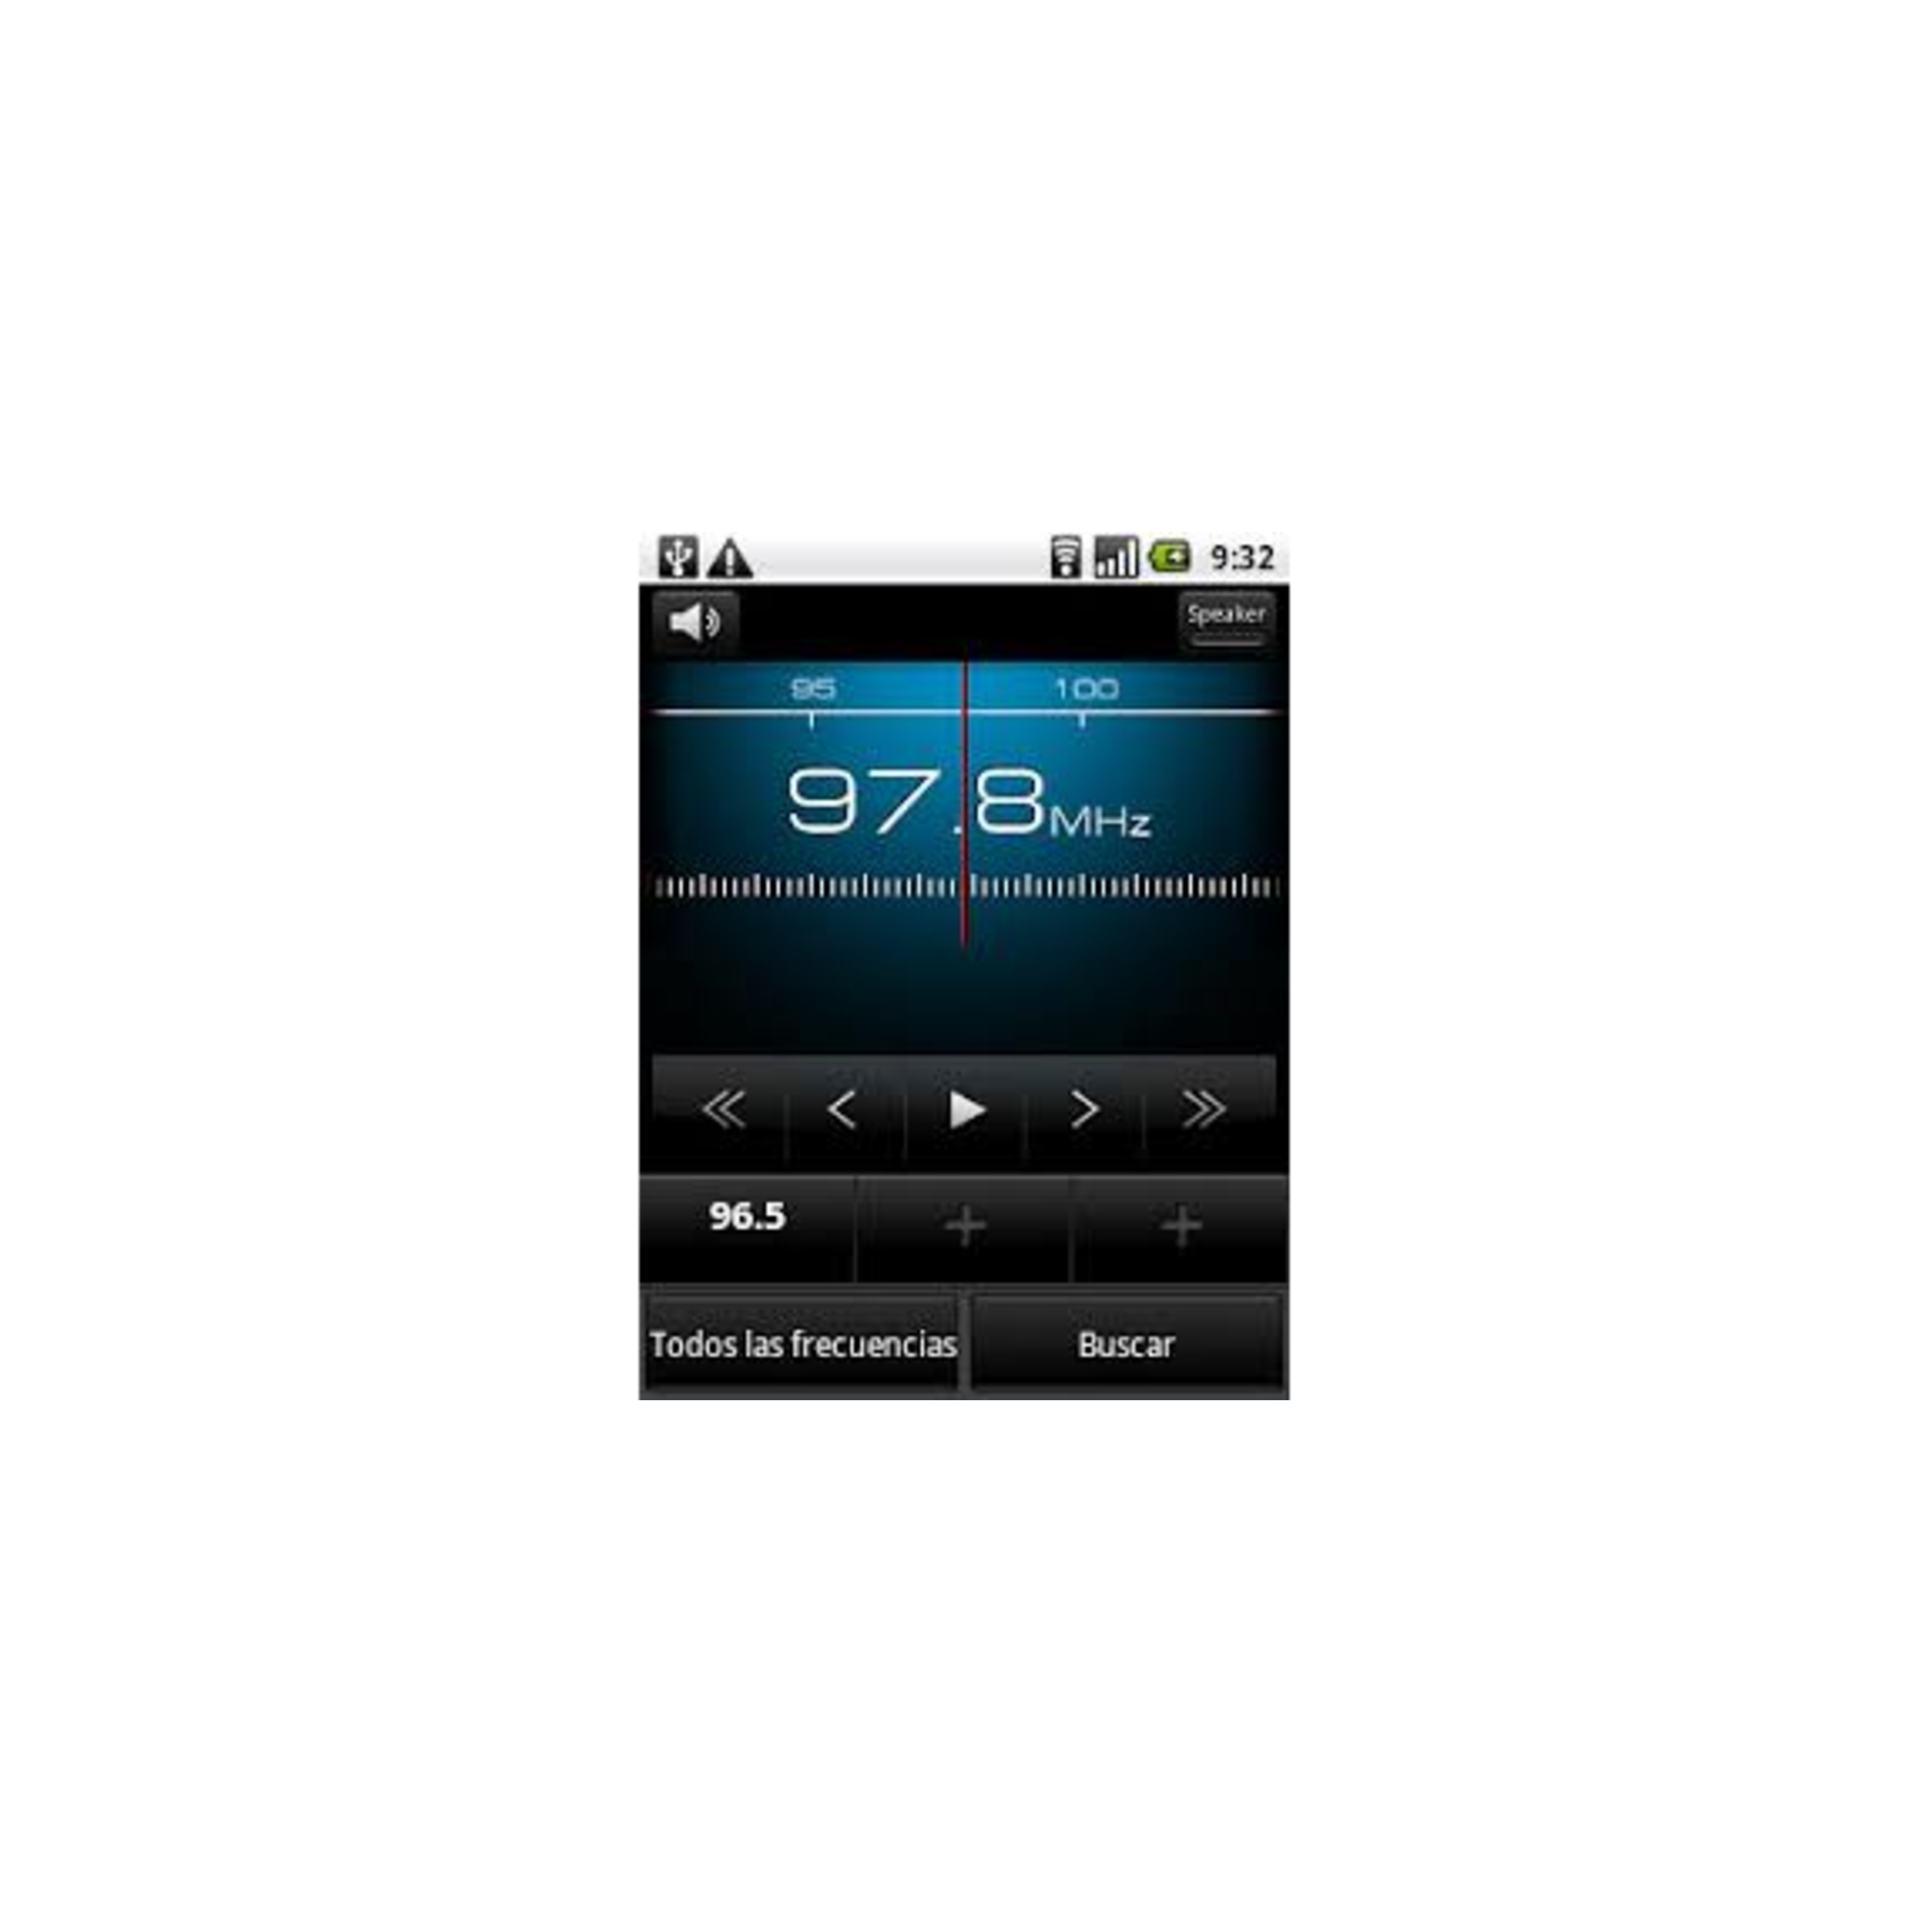 9:32
Speaker
95 100
97.8MHz
96.5
Todos las frecuencias Buscar